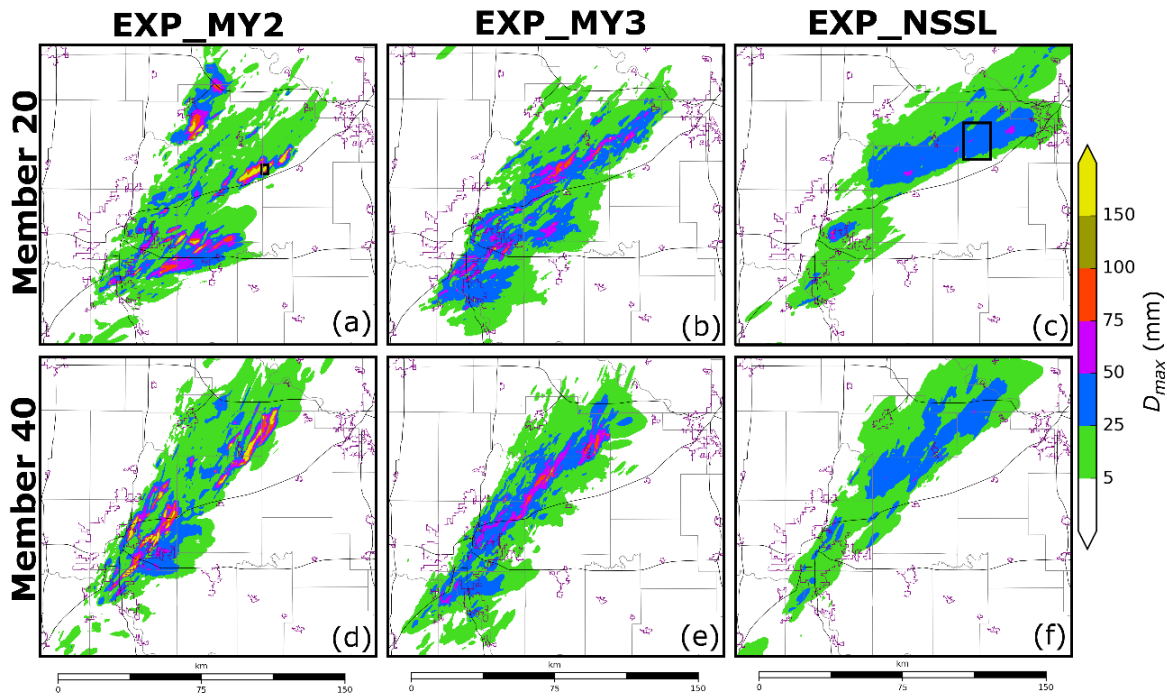 EXP_MY2 EXP_MY3 EXP_NSSL
Member 20
(a) (b) (c)
Member 40
(d) (e) (f)
150
100
75
50
25
5
Dmax (mm)
km km km
0 75 150 0 75 150 0 75 150